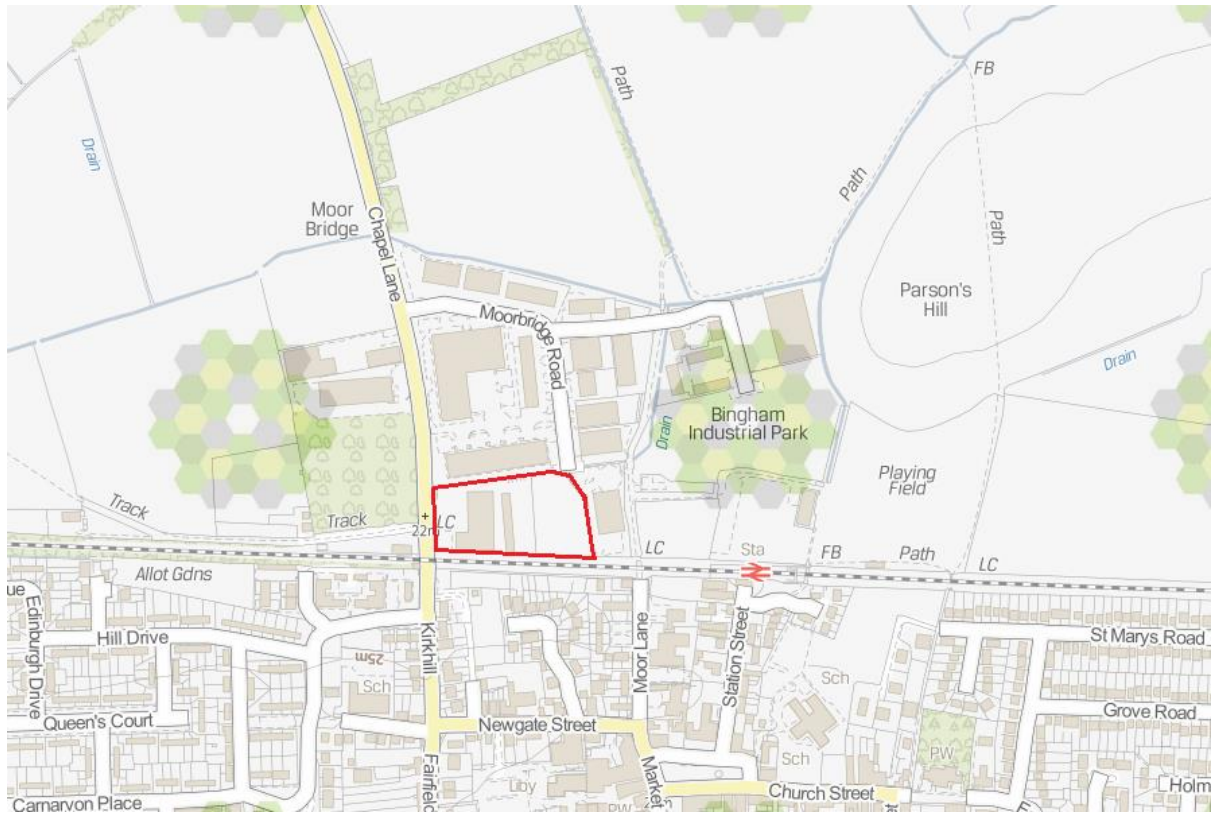 FB
Path
Drain
Path
Moor
Bridge
Chapel Lane
Path
Parson's
Hill
Moorbridge Road
Drain
Bingham
Industrial Park
Drain
Playing
Field
Track
Track
LC
22m
LC
Sta
FB
Path
LC
Allot Gdns
ue
Edinburgh Drive
Hill Drive
Kirkhill
25m
Sch
Moor Lane
Station Street
Sch
St Marys Road
Queen's Court
Newgate Street
Grove Road
Sch
PW
Fairfield
Liby
Market
Church Street
Holm
Carnarvon Place
PW